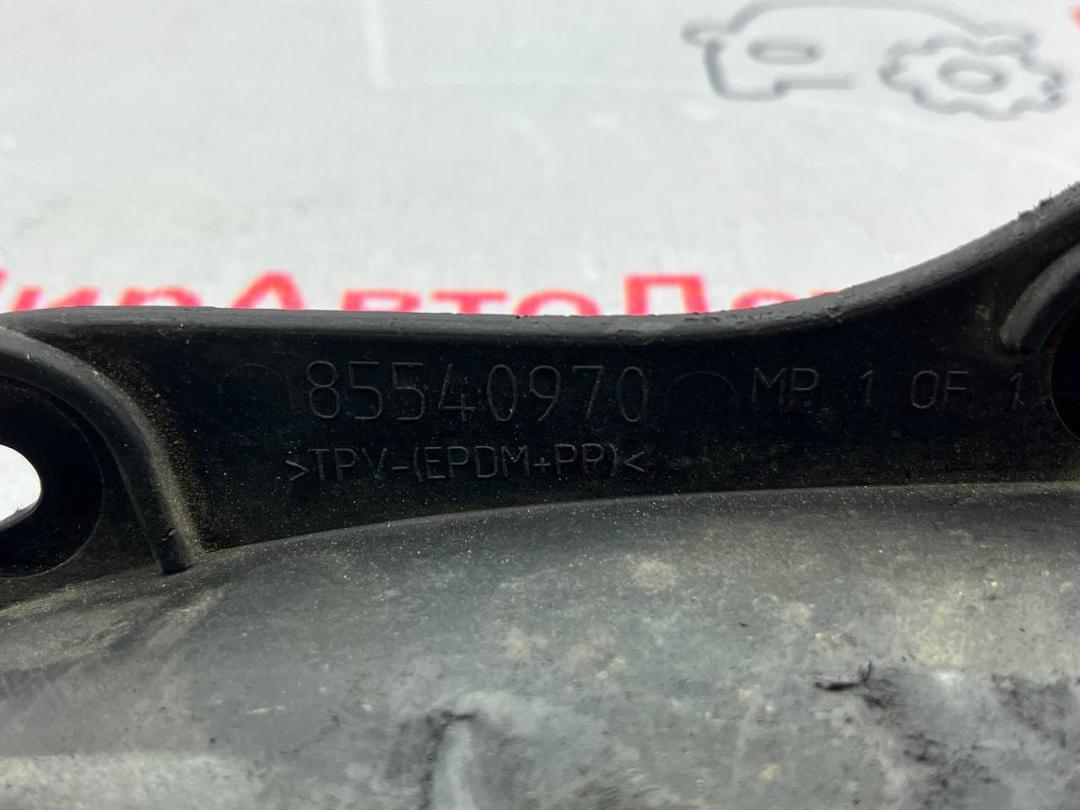 85540970 MP 1 OF 1
>TPV-(EPDM+PP)<